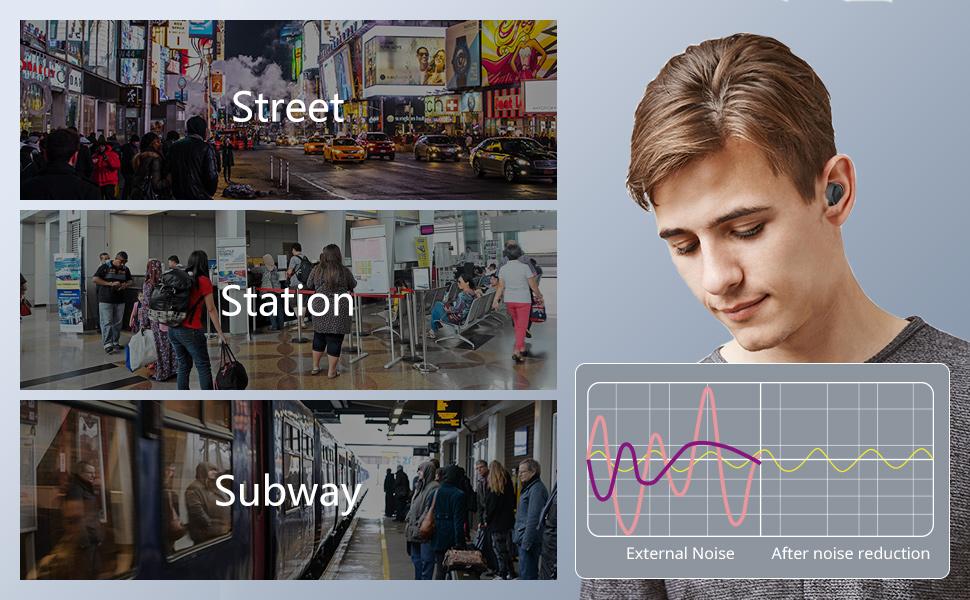 Street
Station
Subway
External Noise
After noise reduction